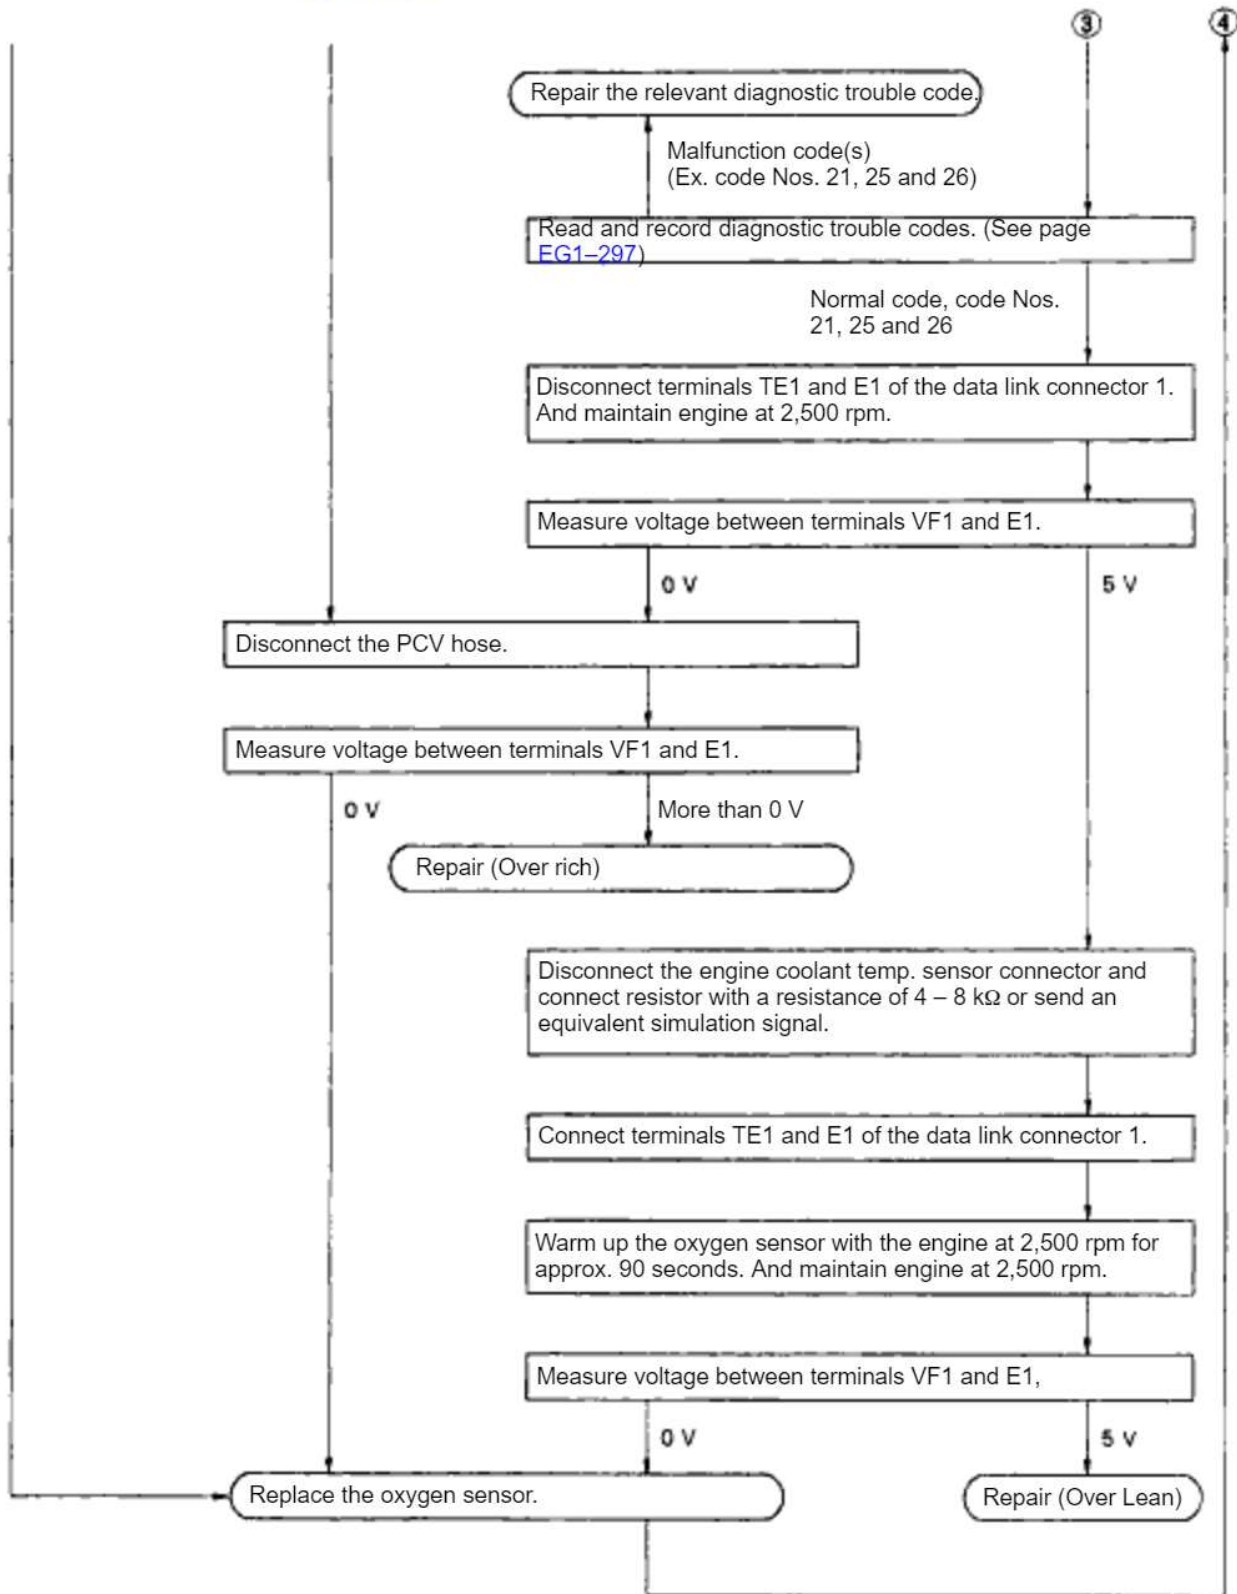 ③ ④
Repair the relevant diagnostic trouble code.
Malfunction code(s)
(Ex. code Nos. 21, 25 and 26)
Read and record diagnostic trouble codes. (See page
EG1–297)
Normal code, code Nos.
21, 25 and 26
Disconnect terminals TE1 and E1 of the data link connector 1.
And maintain engine at 2,500 rpm.
Measure voltage between terminals VF1 and E1.
0 V
5 V
Disconnect the PCV hose.
Measure voltage between terminals VF1 and E1.
0 V
More than 0 V
Repair (Over rich)
Disconnect the engine coolant temp. sensor connector and
connect resistor with a resistance of 4 – 8 kΩ or send an
equivalent simulation signal.
Connect terminals TE1 and E1 of the data link connector 1.
Warm up the oxygen sensor with the engine at 2,500 rpm for
approx. 90 seconds. And maintain engine at 2,500 rpm.
Measure voltage between terminals VF1 and E1,
0 V
5 V
Replace the oxygen sensor.
Repair (Over Lean)